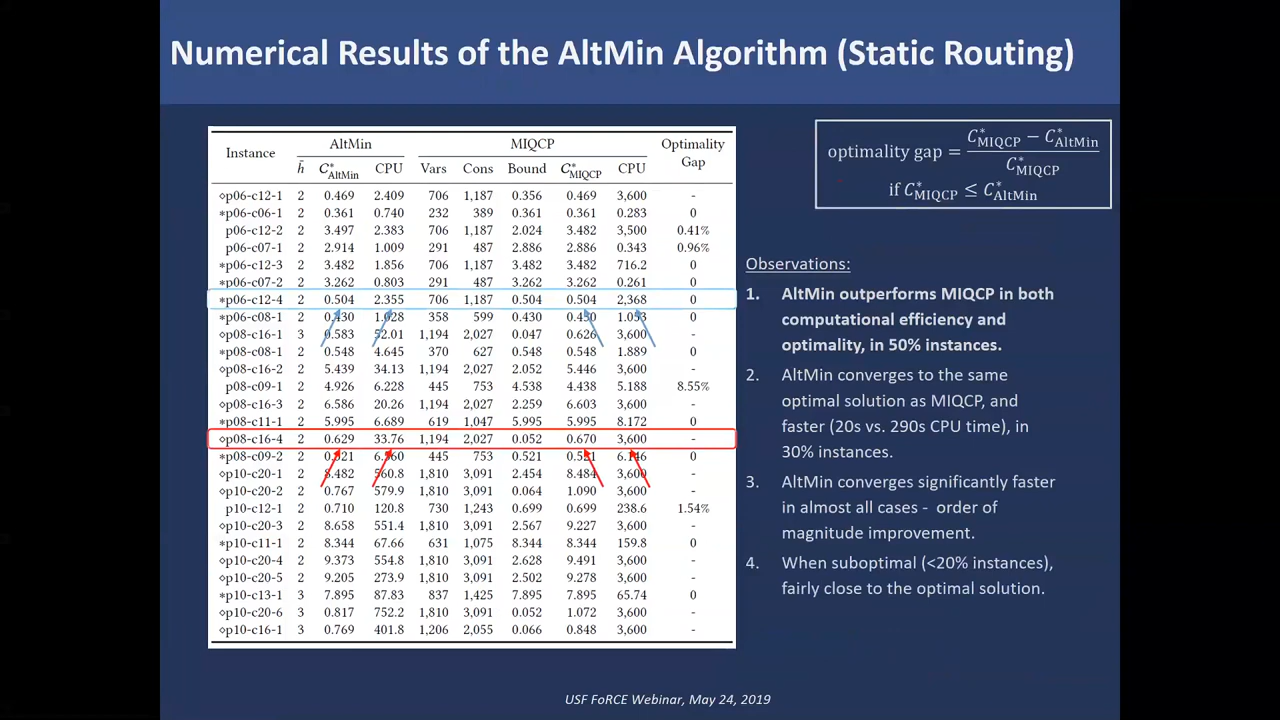 Numerical Results of the AltMin Algorithm (Static Routing)
Instance AltMin MIQCP Optimality Gap
h̄ C*AltMin CPU Vars Cons Bound C*MIQCP CPU
⋄p06-c12-1 2 0.469 2.409 706 1,187 0.356 0.469 3,600 -
∗p06-c06-1 2 0.361 0.740 232 389 0.361 0.361 0.283 0
p06-c12-2 2 3.497 2.383 706 1,187 2.024 3.482 3,500 0.41%
p06-c07-1 2 2.914 1.009 291 487 2.886 2.886 0.343 0.96%
∗p06-c12-3 2 3.482 1.856 706 1,187 3.482 3.482 716.2 0
∗p06-c07-2 2 3.262 0.803 291 487 3.262 3.262 0.261 0
∗p06-c12-4 2 0.504 2.355 706 1,187 0.504 0.504 2,368 0
∗p06-c08-1 2 0.430 1.028 358 599 0.430 0.430 1.053 0
⋄p08-c16-1 3 0.583 52.01 1,194 2,027 0.047 0.626 3,600 -
∗p08-c08-1 2 0.548 4.645 370 627 0.548 0.548 1.889 0
⋄p08-c16-2 2 5.439 34.13 1,194 2,027 2.052 5.446 3,600 -
p08-c09-1 2 4.926 6.228 445 753 4.538 4.438 5.188 8.55%
⋄p08-c16-3 2 6.586 20.26 1,194 2,027 2.259 6.603 3,600 -
∗p08-c11-1 2 5.995 6.689 619 1,047 5.995 5.995 8.172 0
⋄p08-c16-4 2 0.629 33.76 1,194 2,027 0.052 0.670 3,600 -
∗p08-c09-2 2 0.521 6.560 445 753 0.521 0.521 6.146 0
⋄p10-c20-1 2 8.482 560.8 1,810 3,091 2.454 8.484 3,600 -
⋄p10-c20-2 2 0.767 579.9 1,810 3,091 0.064 1.090 3,600 -
p10-c12-1 2 0.710 120.8 730 1,243 0.699 0.699 238.6 1.54%
⋄p10-c20-3 2 8.658 551.4 1,810 3,091 2.567 9.227 3,600 -
∗p10-c11-1 2 8.344 67.66 631 1,075 8.344 8.344 159.8 0
⋄p10-c20-4 2 9.373 554.8 1,810 3,091 2.628 9.491 3,600 -
⋄p10-c20-5 2 9.205 273.9 1,810 3,091 2.502 9.278 3,600 -
∗p10-c13-1 3 7.895 87.83 837 1,425 7.895 7.895 65.74 0
⋄p10-c20-6 3 0.817 752.2 1,810 3,091 0.052 1.072 3,600 -
⋄p10-c16-1 3 0.769 401.8 1,206 2,055 0.066 0.848 3,600 -
optimality gap = (C*MIQCP − C*AltMin) / C*MIQCP
if C*MIQCP ≤ C*AltMin
Observations:
1. AltMin outperforms MIQCP in both
computational efficiency and
optimality, in 50% instances.
2. AltMin converges to the same
optimal solution as MIQCP, and
faster (20s vs. 290s CPU time), in
30% instances.
3. AltMin converges significantly faster
in almost all cases - order of
magnitude improvement.
4. When suboptimal (<20% instances),
fairly close to the optimal solution.
USF FoRCE Webinar, May 24, 2019